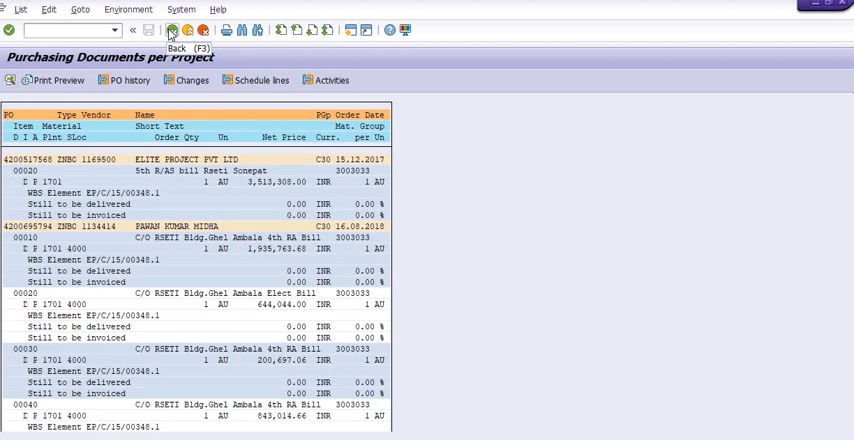 List Edit Goto Environment System Help
Back (F3)
Purchasing Documents per Project
Print Preview PO history Changes Schedule lines Activities
PO Type Vendor Name PGp Order Date
Item Material Short Text Mat. Group
D I A Plnt SLoc Order Qty Un Net Price Curr. per Un
4200517568 ZNBC 1169500 ELITE PROJECT PVT LTD C30 15.12.2017
00020 5th R/AS bill Rseti Sonepat 3003033
D P 1701 1 AU 3,513,308.00 INR 1 AU
WBS Element EP/C/15/00348.1
Still to be delivered 0.00 INR 0.00 %
Still to be invoiced 0.00 INR 0.00 %
4200695794 ZNBC 1134414 PAWAN KUMAR MIDHA C30 16.08.2018
00010 C/O RSETI Bldg.Ghel Ambala 4th RA Bill 3003033
D P 1701 4000 1 AU 1,935,763.68 INR 1 AU
WBS Element EP/C/15/00348.1
Still to be delivered 0.00 INR 0.00 %
Still to be invoiced 0.00 INR 0.00 %
00020 C/O RSETI Bldg.Ghel Ambala Elect Bill 3003033
D P 1701 4000 1 AU 644,044.00 INR 1 AU
WBS Element EP/C/15/00348.1
Still to be delivered 0.00 INR 0.00 %
Still to be invoiced 0.00 INR 0.00 %
00030 C/O RSETI Bldg.Ghel Ambala 4th RA Bill 3003033
D P 1701 4000 1 AU 200,697.06 INR 1 AU
WBS Element EP/C/15/00348.1
Still to be delivered 0.00 INR 0.00 %
Still to be invoiced 0.00 INR 0.00 %
00040 C/O RSETI Bldg.Ghel Ambala 4th RA Bill 3003033
D P 1701 4000 1 AU 843,014.66 INR 1 AU
WBS Element EP/C/15/00348.1